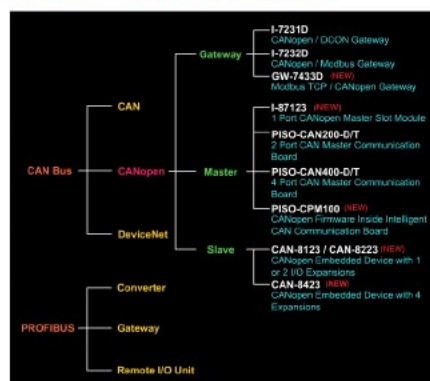 CAN Bus
CAN
CANopen
DeviceNet
Gateway
I-7231D
CANopen / DCON Gateway
I-7232D
CANopen / Modbus Gateway
GW-7433D (NEW)
Modbus TCP / CANopen Gateway
Master
I-87123 (NEW)
1 Port CANopen Master Slot Module
PISO-CAN200-D/T
2 Port CAN Master Communication
Board
PISO-CAN400-D/T
4 Port CAN Master Communication
Board
PISO-CPM100 (NEW)
CANopen Firmware Inside Intelligent
CAN Communication Board
Slave
CAN-8123 / CAN-8223 (NEW)
CANopen Embedded Device with 1
or 2 I/O Expansions
CAN-8423 (NEW)
CANopen Embedded Device with 4
Expansions
PROFIBUS
Converter
Gateway
Remote I/O Unit